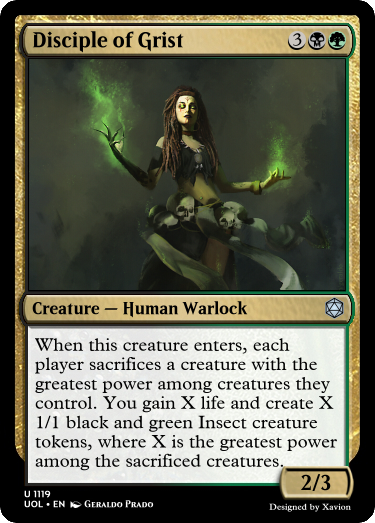 Disciple of Grist 3
Creature — Human Warlock
When this creature enters, each
player sacrifices a creature with the
greatest power among creatures they
control. You gain X life and create X
1/1 black and green Insect creature
tokens, where X is the greatest power
among the sacrificed creatures.
2/3
U 1119
UOL • EN Geraldo Prado
Designed by Xavion